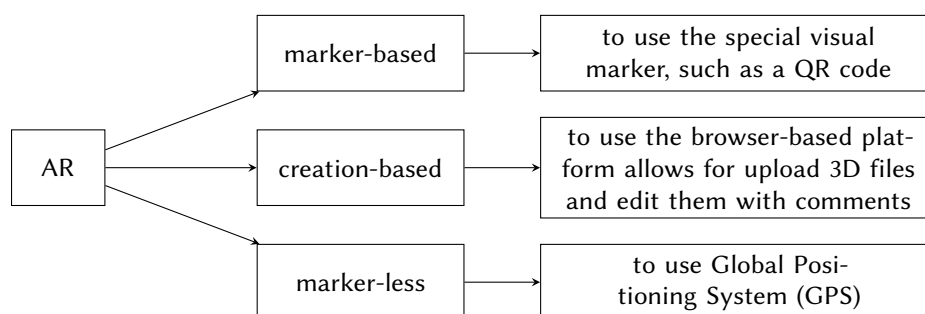 marker-based
to use the special visual
marker, such as a QR code
AR
creation-based
to use the browser-based plat-
form allows for upload 3D files
and edit them with comments
marker-less
to use Global Posi-
tioning System (GPS)